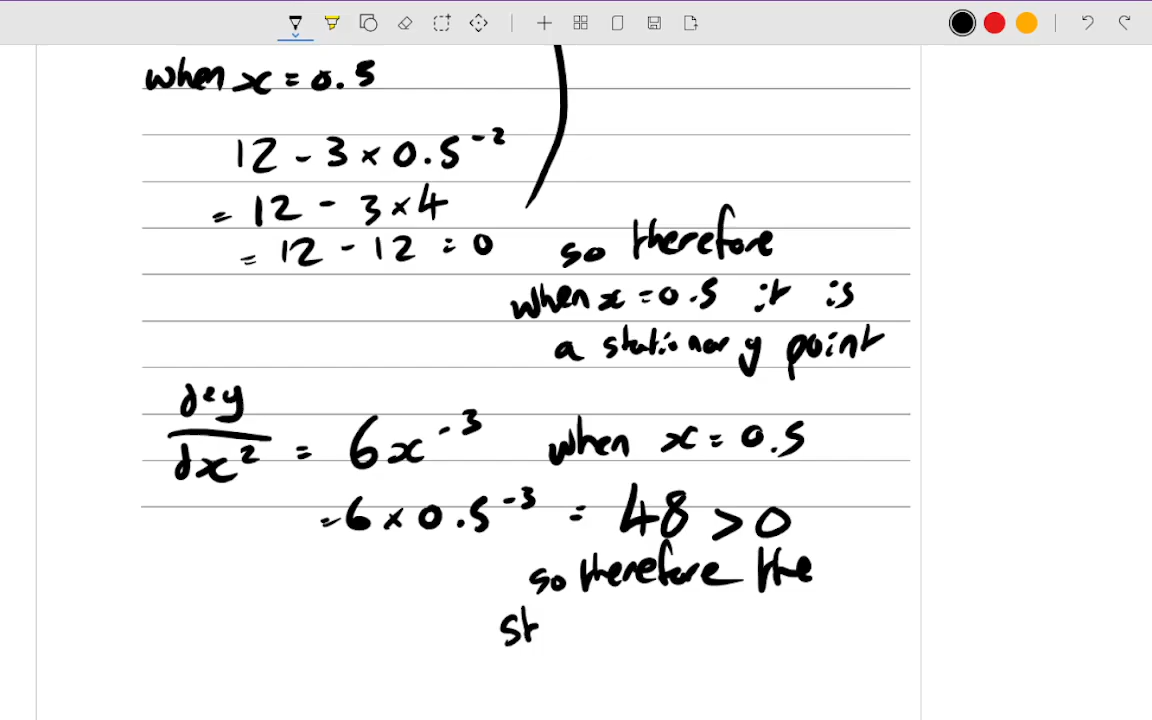 when x = 0.5
12 - 3 × 0.5⁻²
= 12 - 3 × 4
= 12 - 12 = 0
so therefore
when x = 0.5 it is
a stationary point
d²y/dx² = 6x⁻³ when x = 0.5
= 6 × 0.5⁻³ = 48 > 0
so therefore the
st